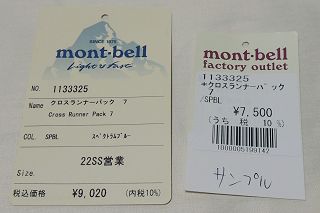 SINCE 1975
mont·bell
Light & Fast
NO. 1133325
Name クロスランナーパック 7
Cross Runner Pack 7
COL. SPBL スペクトラルブルー
22SS営業
Size.
税込価格 ¥9,020 (内税10%)
mont·bell
factory outlet
1133325
*クロスランナーパック
7
/SPBL
¥7,500
(うち 税 10 %)
1000005199142
サンプル